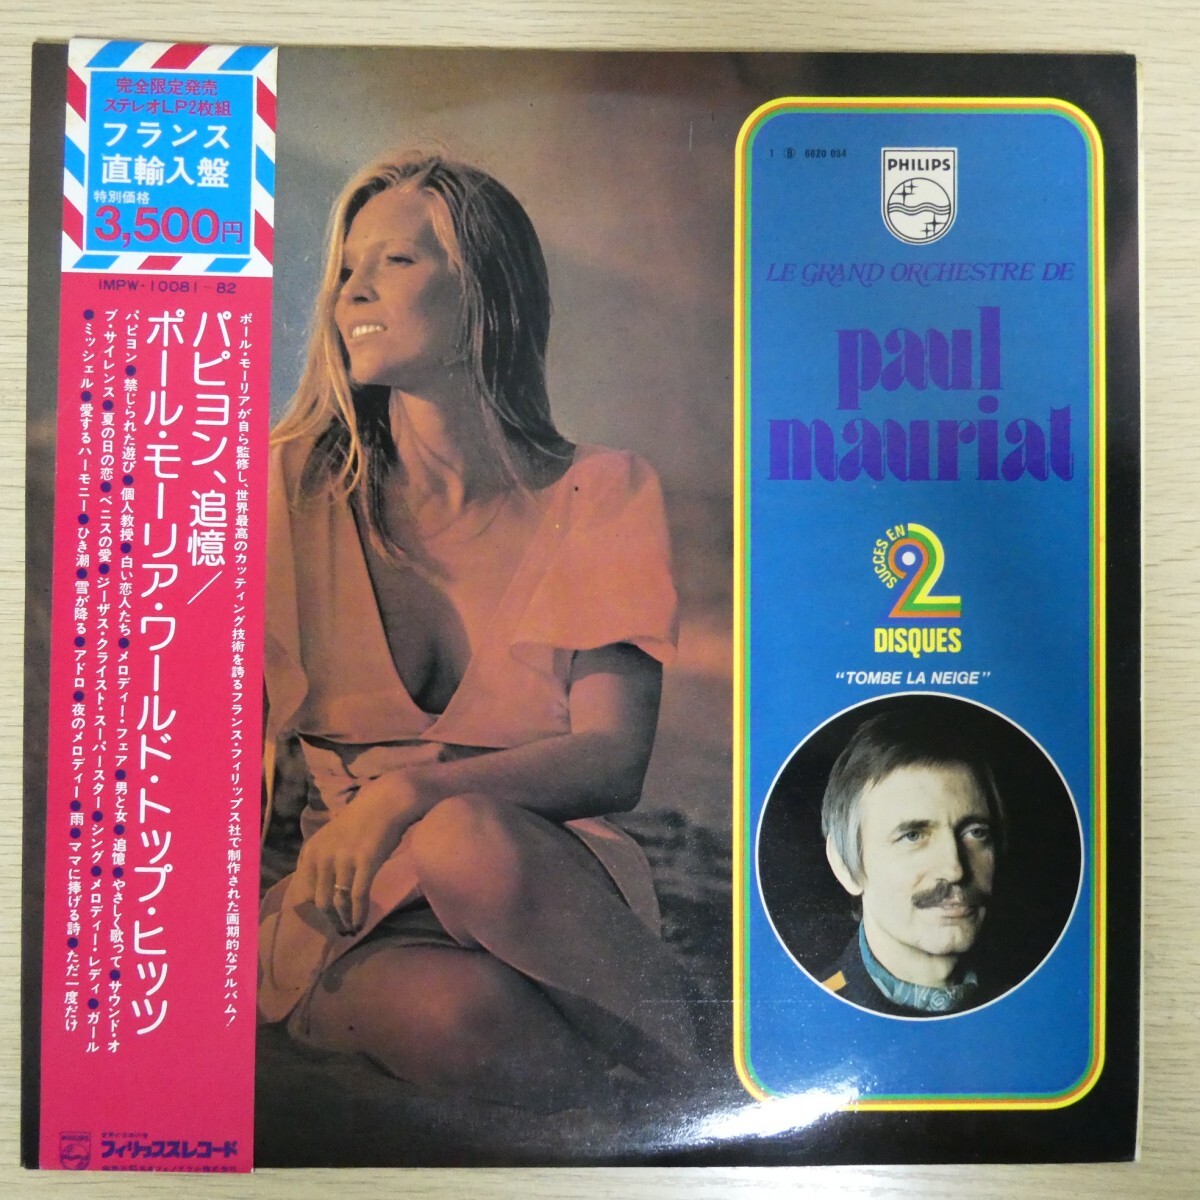 完全限定発売
ステレオLP2枚組
フランス
直輸入盤
特別価格
3,500円
IMPW-10081-82
ポール・モーリアが自ら監修し、世界最高のカッティング技術を誇るフランス・フィリップス社で制作された画期的なアルバム!
パピヨン、追憶/
ポール・モーリア・ワールド・トップ・ヒッツ
パピヨン●禁じられた遊び●個人教授●白い恋人たち●メロディー・フェア●男と女●追憶●やさしく歌って●サウンド・オ
ブ・サイレンス●夏の日の恋●ベニスの愛●ジーザス・クライスト・スーパースター●シング●メロディー・レディ●ガール
●ミッシェル●愛するハーモニー●ひき潮●雪が降る●アドロ●夜のメロディー●雨●ママに捧げる詩●ただ一度だけ
PHILIPS
フィリップスレコード
1 B 6620 034
PHILIPS
LE GRAND ORCHESTRE DE
paul
mauriat
SUCCES EN
2
DISQUES
"TOMBE LA NEIGE"